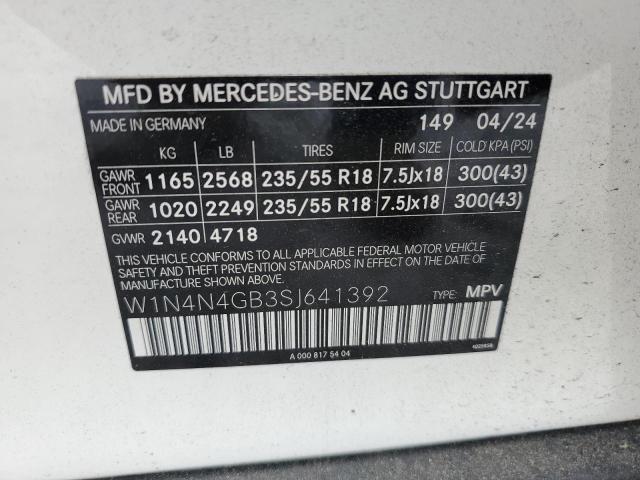 MFD BY MERCEDES-BENZ AG STUTTGART
MADE IN GERMANY 149 04/24
KG LB TIRES RIM SIZE COLD KPA (PSI)
GAWR FRONT 1165 2568 235/55 R18 7.5Jx18 300(43)
GAWR REAR 1020 2249 235/55 R18 7.5Jx18 300(43)
GVWR 2140 4718
THIS VEHICLE CONFORMS TO ALL APPLICABLE FEDERAL MOTOR VEHICLE
SAFETY AND THEFT PREVENTION STANDARDS IN EFFECT ON THE DATE OF
MANUFACTURE SHOWN ABOVE.
W1N4N4GB3SJ641392 TYPE: MPV
A 000 817 54 04